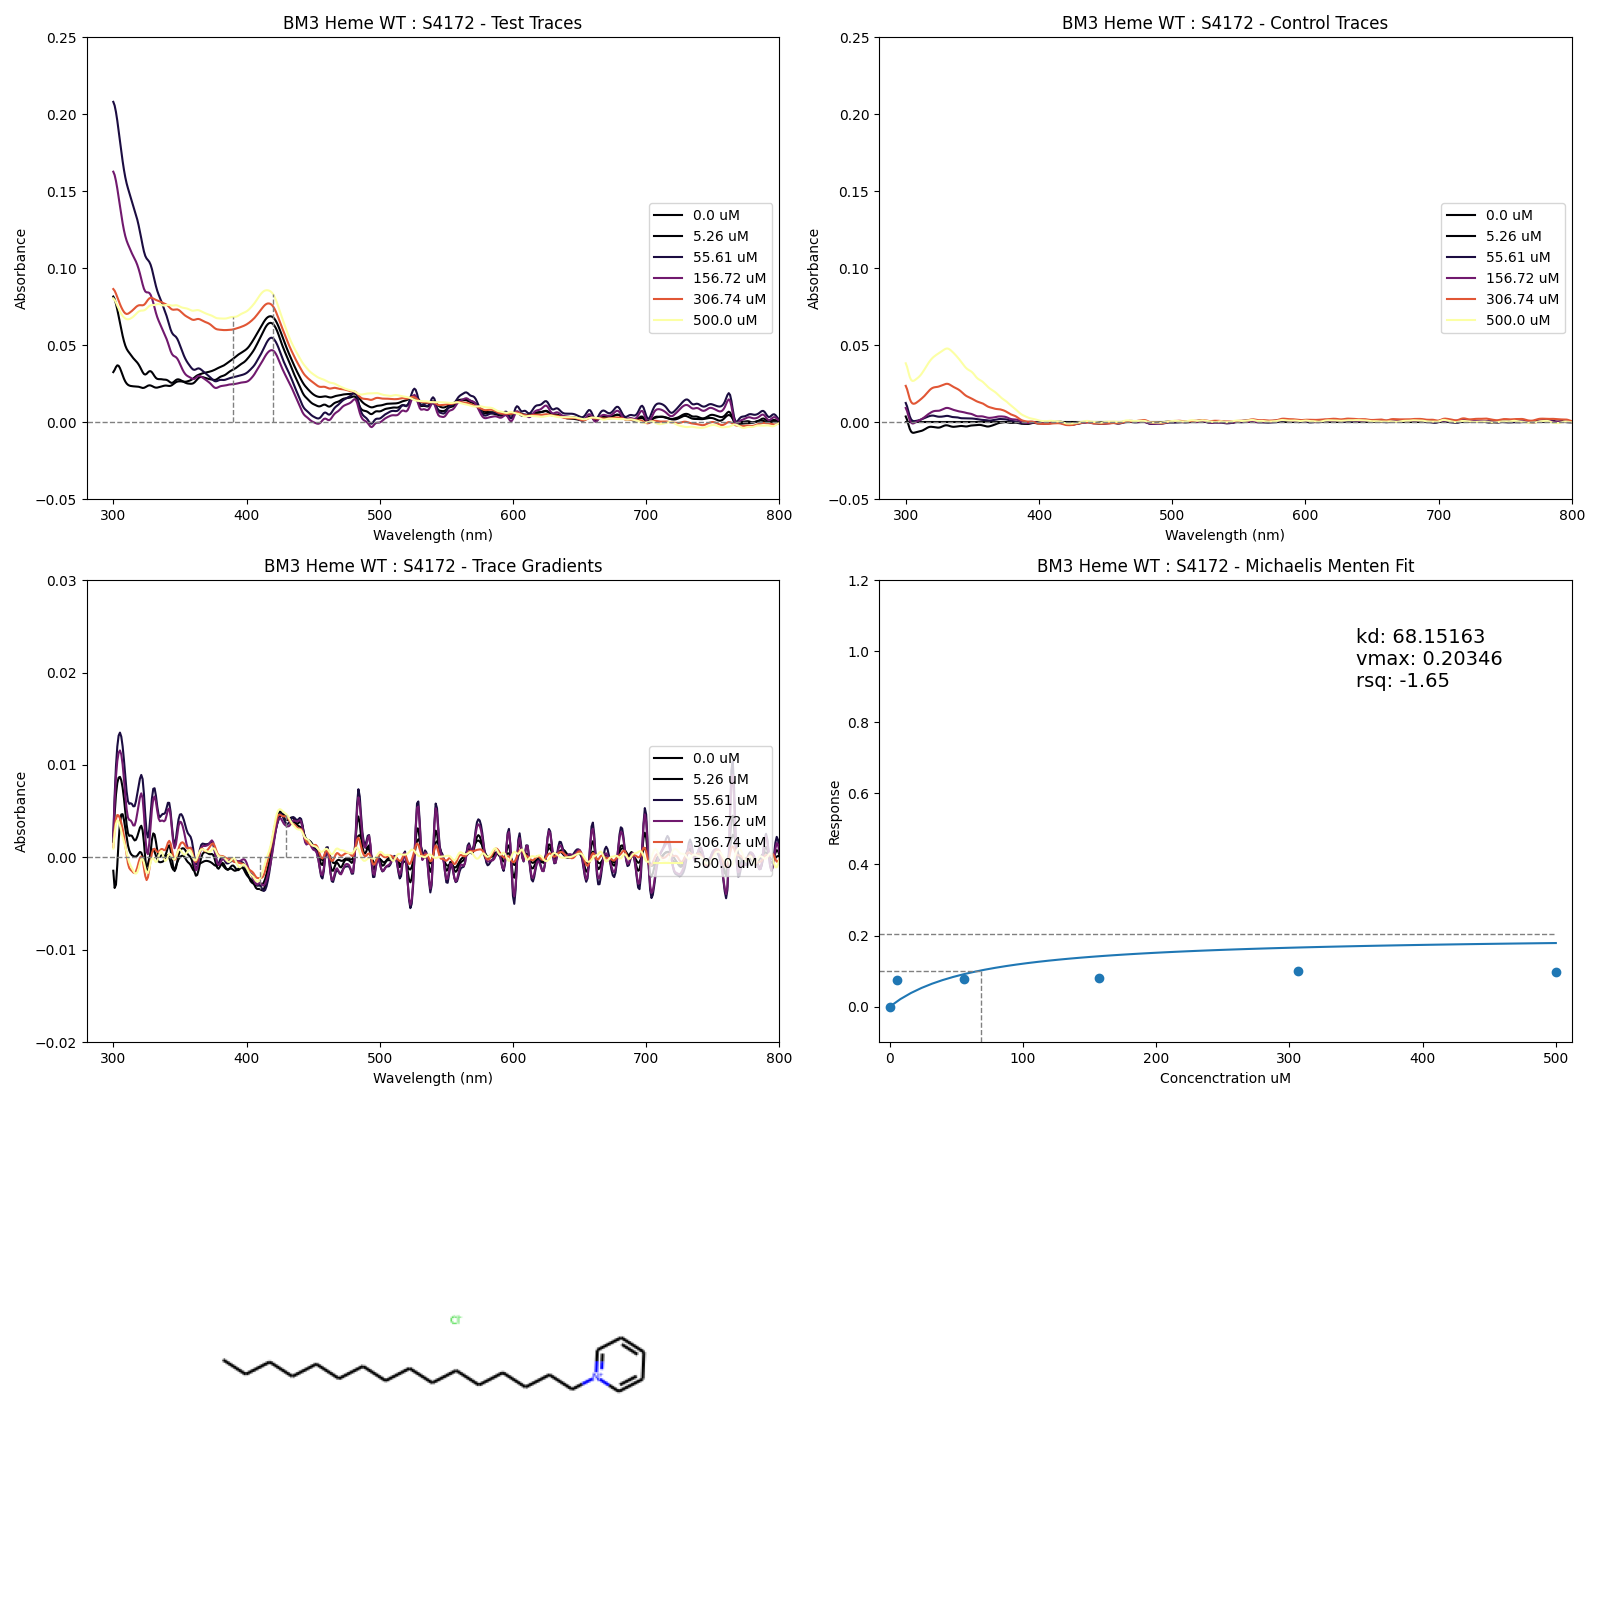 BM3 Heme WT : S4172 - Test Traces
0.25
0.20
0.15
0.10
0.05
0.00
−0.05
Absorbance
300 400 500 600 700 800
Wavelength (nm)
0.0 uM
5.26 uM
55.61 uM
156.72 uM
306.74 uM
500.0 uM
BM3 Heme WT : S4172 - Control Traces
0.25
0.20
0.15
0.10
0.05
0.00
−0.05
Absorbance
300 400 500 600 700 800
Wavelength (nm)
0.0 uM
5.26 uM
55.61 uM
156.72 uM
306.74 uM
500.0 uM
BM3 Heme WT : S4172 - Trace Gradients
0.03
0.02
0.01
0.00
−0.01
−0.02
Absorbance
300 400 500 600 700 800
Wavelength (nm)
0.0 uM
5.26 uM
55.61 uM
156.72 uM
306.74 uM
500.0 uM
BM3 Heme WT : S4172 - Michaelis Menten Fit
1.2
1.0
0.8
0.6
0.4
0.2
0.0
Response
0 100 200 300 400 500
Concenctration uM
kd: 68.15163
vmax: 0.20346
rsq: -1.65
Cl⁻
N⁺